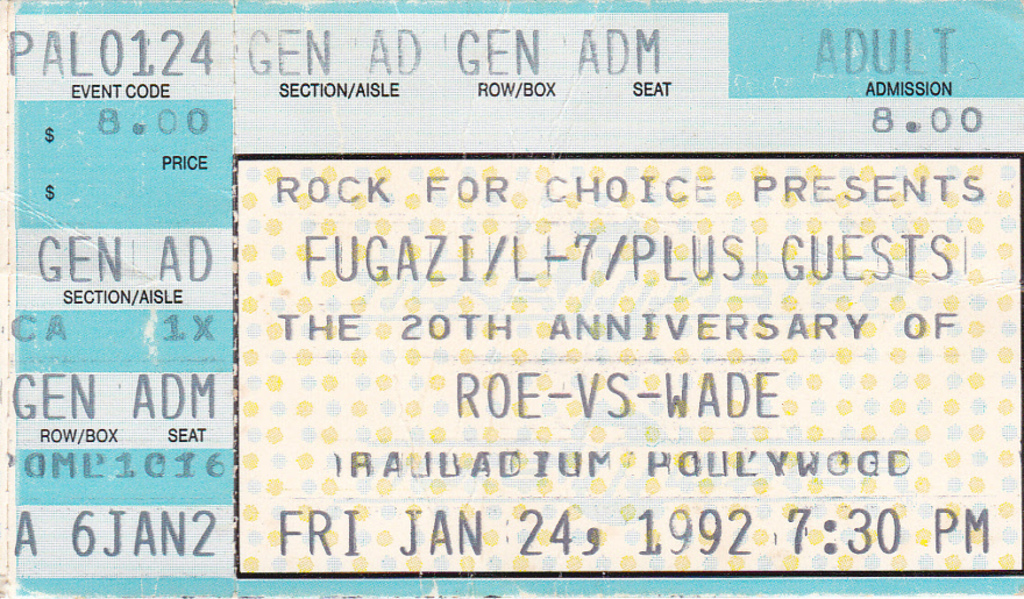 PAL0124
EVENT CODE
$ 8.00
PRICE
$
GEN AD
SECTION/AISLE
CA 1X
GEN ADM
ROW/BOX SEAT
A 6JAN2
GEN AD GEN ADM ADULT
SECTION/AISLE ROW/BOX SEAT ADMISSION
8.00
ROCK FOR CHOICE PRESENTS
FUGAZI/L-7/PLUS GUESTS
THE 20TH ANNIVERSARY OF
ROE-VS-WADE
HOLLYWOOD
FRI JAN 24, 1992 7:30 PM